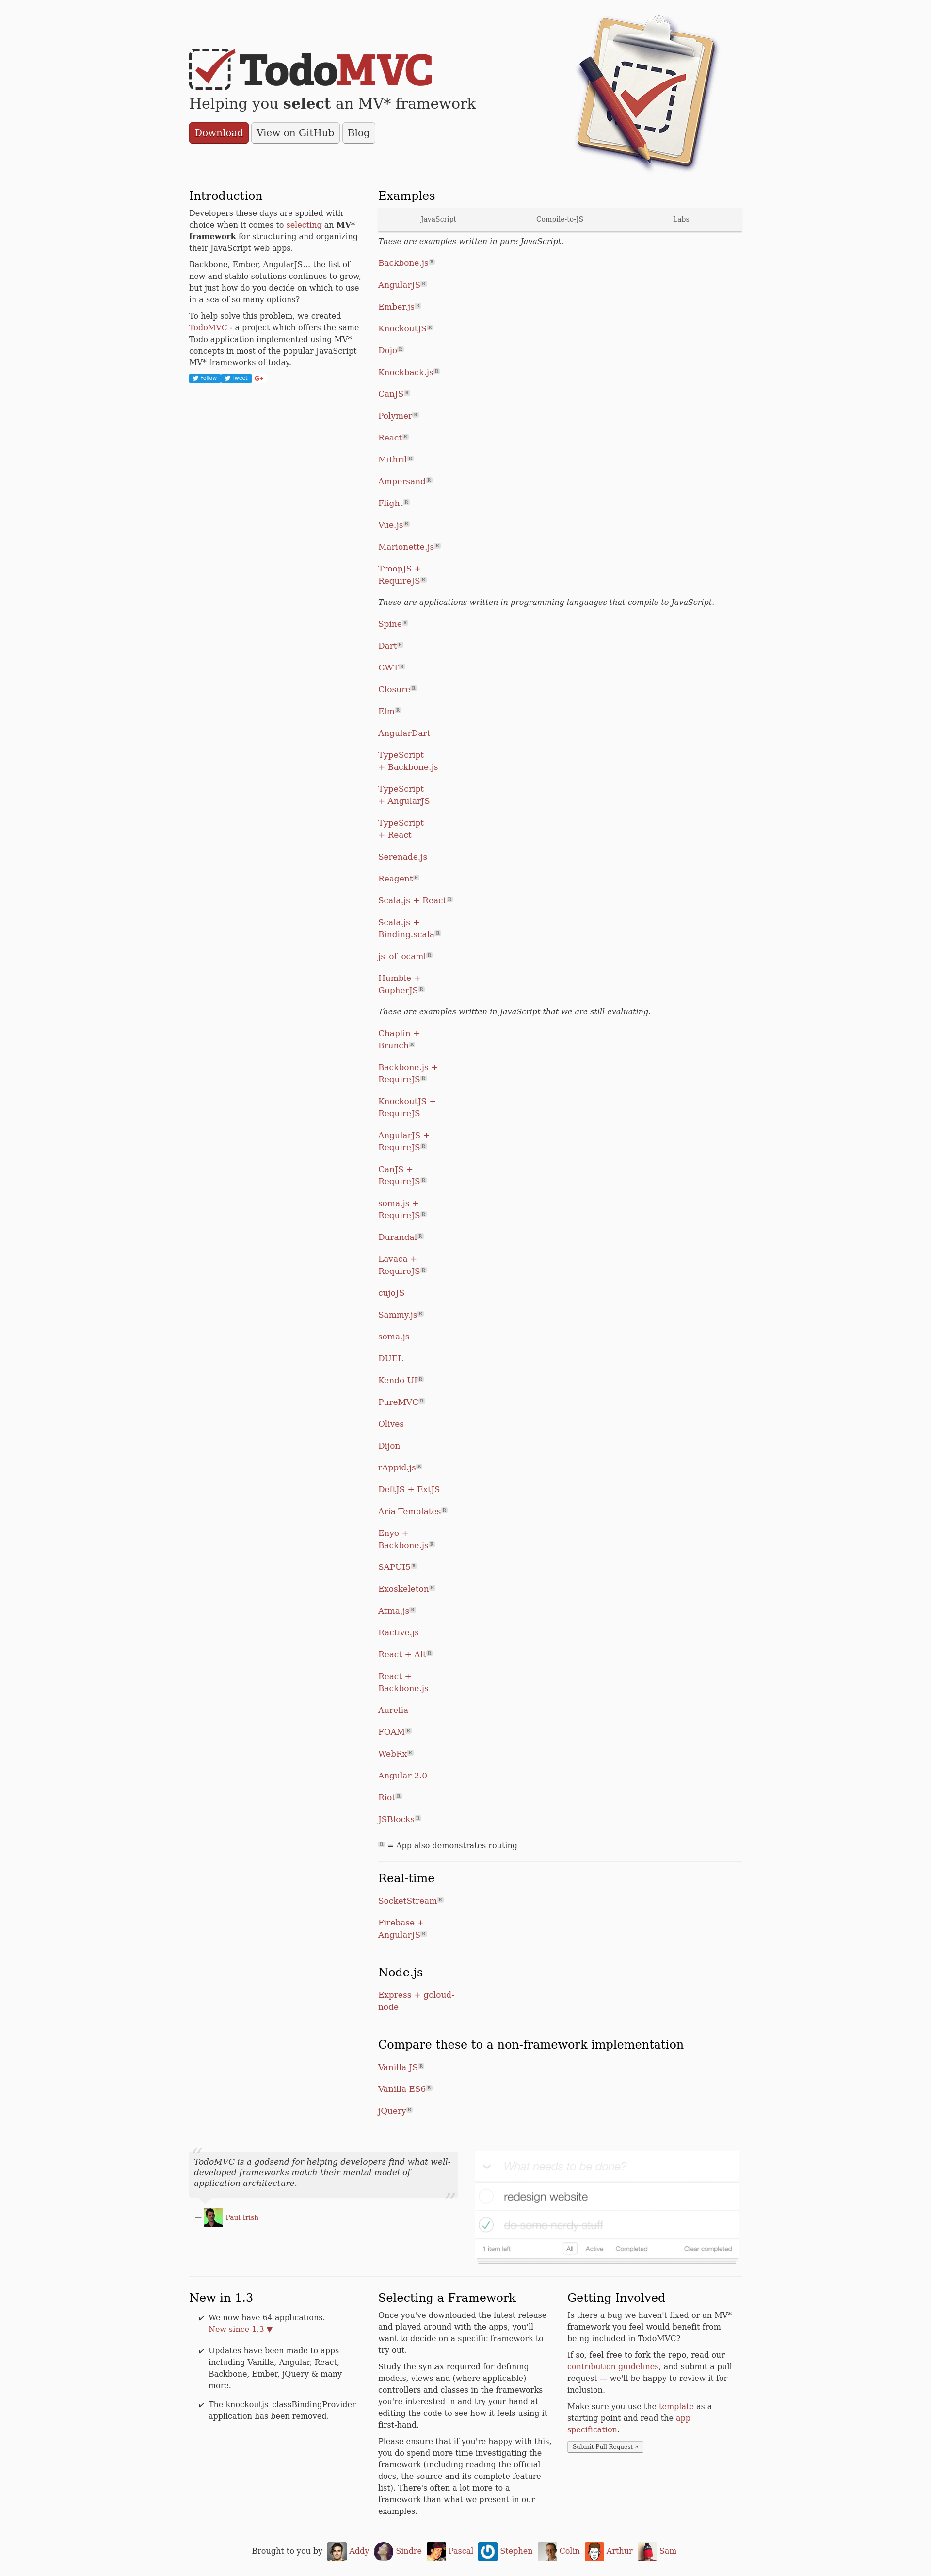 TodoMVC
Helping you select an MV* framework
Download View on GitHub Blog
Introduction
Developers these days are spoiled with
choice when it comes to selecting an MV*
framework for structuring and organizing
their JavaScript web apps.
Backbone, Ember, AngularJS... the list of
new and stable solutions continues to grow,
but just how do you decide on which to use
in a sea of so many options?
To help solve this problem, we created
TodoMVC - a project which offers the same
Todo application implemented using MV*
concepts in most of the popular JavaScript
MV* frameworks of today.
Follow Tweet G+
Examples
JavaScript Compile-to-JS Labs
These are examples written in pure JavaScript.
Backbone.js R
AngularJS R
Ember.js R
KnockoutJS R
Dojo R
Knockback.js R
CanJS R
Polymer R
React R
Mithril R
Ampersand R
Flight R
Vue.js R
Marionette.js R
TroopJS +
RequireJS R
These are applications written in programming languages that compile to JavaScript.
Spine R
Dart R
GWT R
Closure R
Elm R
AngularDart
TypeScript
+ Backbone.js
TypeScript
+ AngularJS
TypeScript
+ React
Serenade.js
Reagent R
Scala.js + React R
Scala.js +
Binding.scala R
js_of_ocaml R
Humble +
GopherJS R
These are examples written in JavaScript that we are still evaluating.
Chaplin +
Brunch R
Backbone.js +
RequireJS R
KnockoutJS +
RequireJS
AngularJS +
RequireJS R
CanJS +
RequireJS R
soma.js +
RequireJS R
Durandal R
Lavaca +
RequireJS R
cujoJS
Sammy.js R
soma.js
DUEL
Kendo UI R
PureMVC R
Olives
Dijon
rAppid.js R
DeftJS + ExtJS
Aria Templates R
Enyo +
Backbone.js R
SAPUI5 R
Exoskeleton R
Atma.js R
Ractive.js
React + Alt R
React +
Backbone.js
Aurelia
FOAM R
WebRx R
Angular 2.0
Riot R
JSBlocks R
R = App also demonstrates routing
Real-time
SocketStream R
Firebase +
AngularJS R
Node.js
Express + gcloud-
node
Compare these to a non-framework implementation
Vanilla JS R
Vanilla ES6 R
jQuery R
“
TodoMVC is a godsend for helping developers find what well-
developed frameworks match their mental model of
application architecture.
”
— Paul Irish
What needs to be done?
redesign website
do some nerdy stuff
1 item left All Active Completed Clear completed
New in 1.3
✔ We now have 64 applications.
New since 1.3 ▼
✔ Updates have been made to apps
including Vanilla, Angular, React,
Backbone, Ember, jQuery & many
more.
✔ The knockoutjs_classBindingProvider
application has been removed.
Selecting a Framework
Once you've downloaded the latest release
and played around with the apps, you'll
want to decide on a specific framework to
try out.
Study the syntax required for defining
models, views and (where applicable)
controllers and classes in the frameworks
you're interested in and try your hand at
editing the code to see how it feels using it
first-hand.
Please ensure that if you're happy with this,
you do spend more time investigating the
framework (including reading the official
docs, the source and its complete feature
list). There's often a lot more to a
framework than what we present in our
examples.
Getting Involved
Is there a bug we haven't fixed or an MV*
framework you feel would benefit from
being included in TodoMVC?
If so, feel free to fork the repo, read our
contribution guidelines, and submit a pull
request — we'll be happy to review it for
inclusion.
Make sure you use the template as a
starting point and read the app
specification.
Submit Pull Request »
Brought to you by Addy Sindre Pascal Stephen Colin Arthur Sam